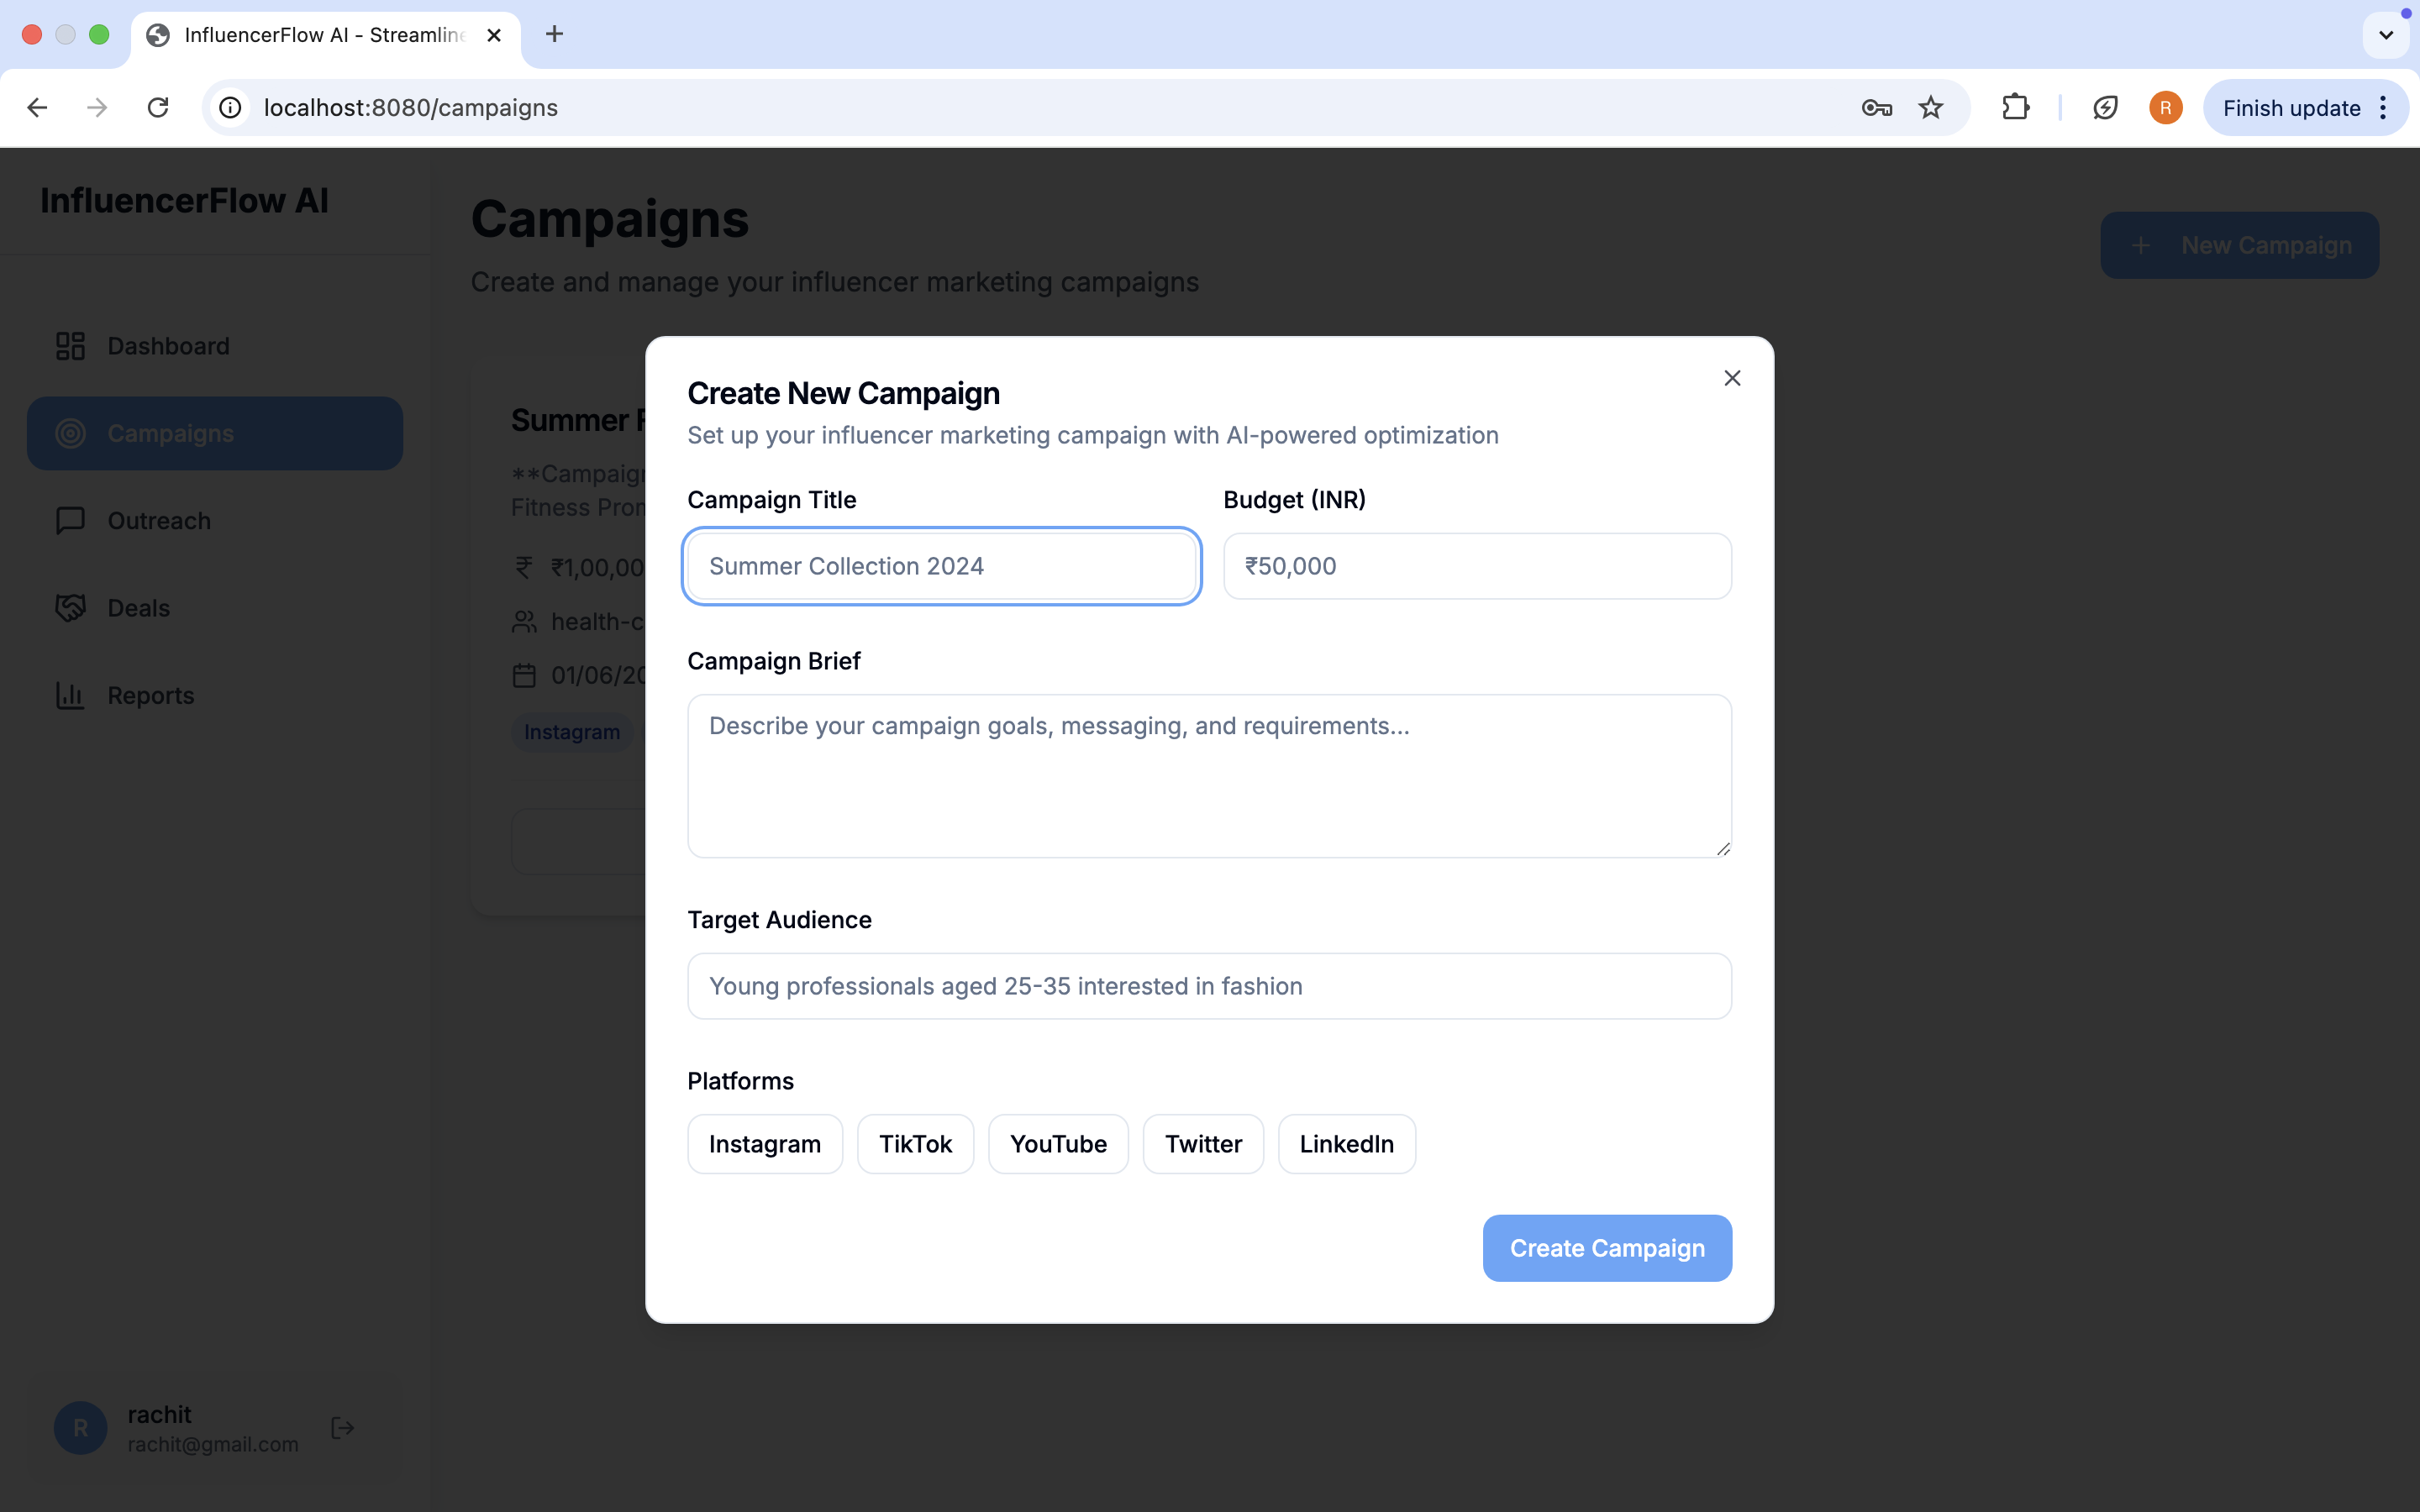 InfluencerFlow AI - Streamline
localhost:8080/campaigns
R
Finish update
InfluencerFlow AI
Dashboard
Campaigns
Outreach
Deals
Reports
R
rachit
rachit@gmail.com
Campaigns
Create and manage your influencer marketing campaigns
New Campaign
Summer
**Campaign
Fitness
₹1,00,00
health-c
01/06/20
Instagram
Create New Campaign
Set up your influencer marketing campaign with AI-powered optimization
Campaign Title
Summer Collection 2024
Budget (INR)
₹50,000
Campaign Brief
Describe your campaign goals, messaging, and requirements...
Target Audience
Young professionals aged 25-35 interested in fashion
Platforms
Instagram TikTok YouTube Twitter LinkedIn
Create Campaign